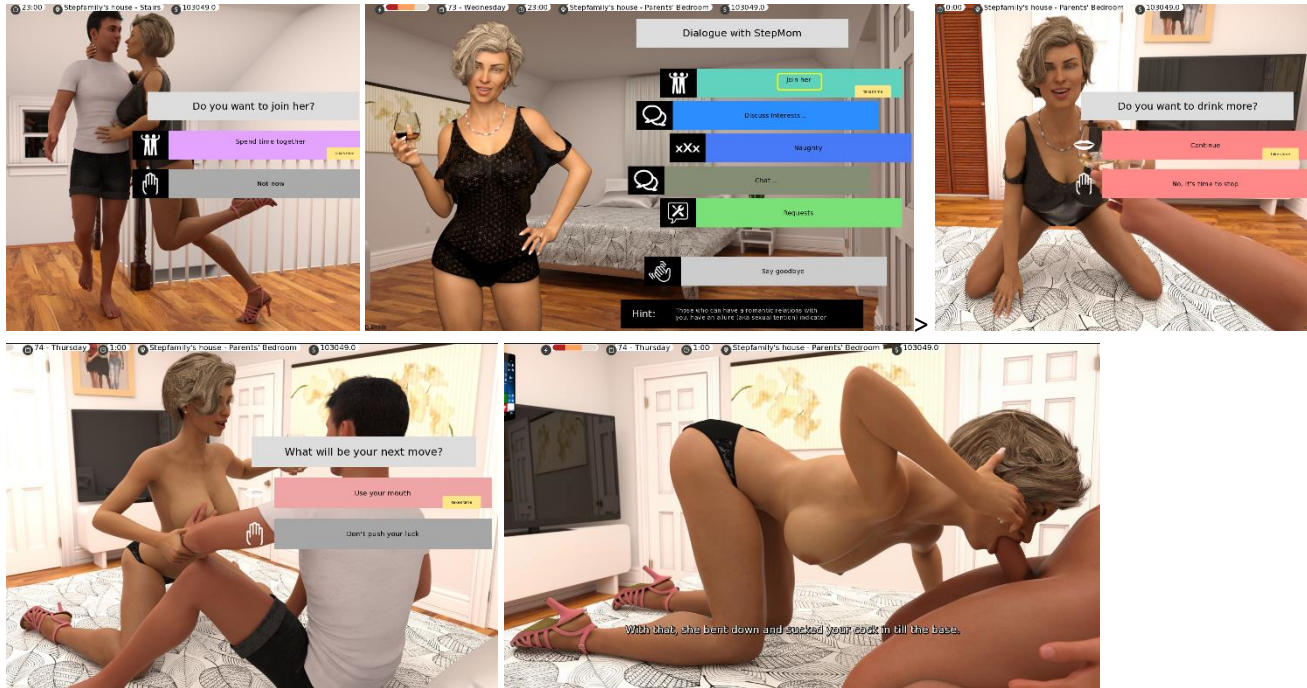 23:00 Stepfamily's house - Stairs $ 103049.0
Do you want to join her?
Spend time together
Not now
73 - Wednesday 23:00 Stepfamily's house - Parents' Bedroom $ 103049.0
Dialogue with StepMom
Join her
Discuss Interests ..
xXx Naughty
Chat ..
Requests
Say goodbye
Hint: Those who can have a romantic relations with
you, have an allure (aka sexual tention) indicator
>
0:00 Stepfamily's house - Parents' Bedroom $ 103049.0
Do you want to drink more?
Continue
No, it's time to stop
74 - Thursday 1:00 Stepfamily's house - Parents' Bedroom $ 103049.0
What will be your next move?
Use your mouth
Don't push your luck
74 - Thursday 1:00 Stepfamily's house - Parents' Bedroom $ 103049.0
With that, she bent down and sucked your cock in till the base.